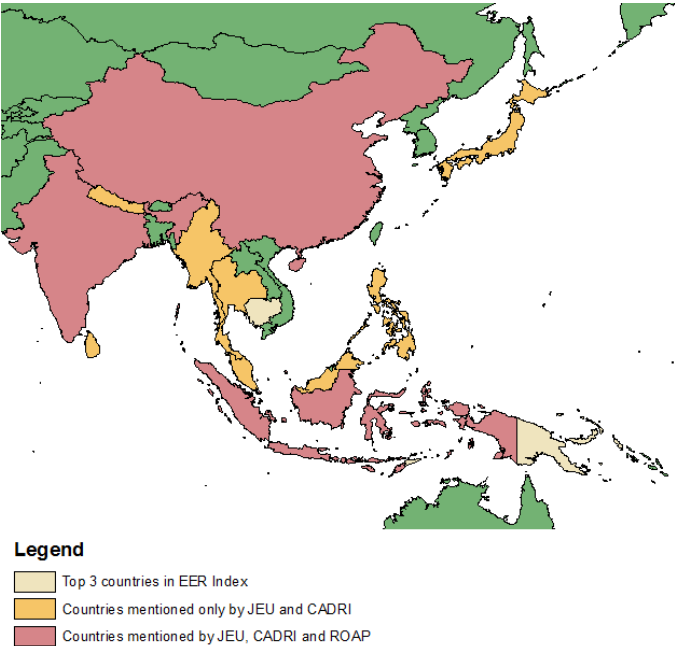 Legend
Top 3 countries in EER Index
Countries mentioned only by JEU and CADRI
Countries mentioned by JEU, CADRI and ROAP